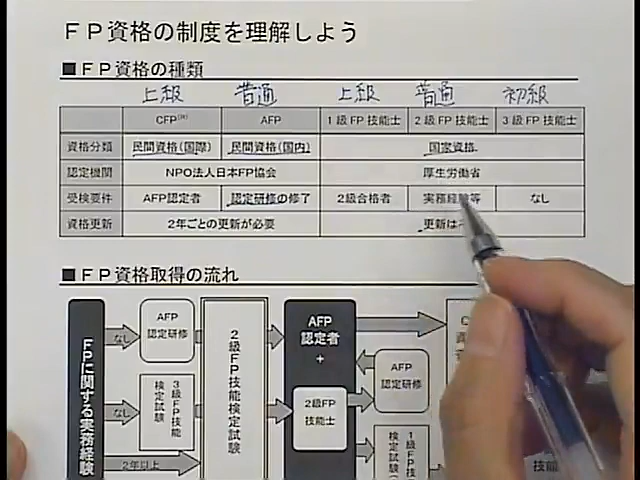 FP資格の制度を理解しよう
■FP資格の種類
上級 普通 上級 普通 初級
CFP(R) AFP 1級FP技能士 2級FP技能士 3級FP技能士
資格分類 民間資格(国際) 民間資格(国内) 国家資格
認定機関 NPO法人日本FP協会 厚生労働省
受検要件 AFP認定者 認定研修の修了 2級合格者 実務経験等 なし
資格更新 2年ごとの更新が必要 更新は
■FP資格取得の流れ
FPに関する実務経験
なし
AFP
認定研修
なし
3級FP技能
検定試験
2年以上
2級FP技能検定試験
AFP
認定者
+
2級FP
技能士
AFP
認定研修
1級FP
検定試験
技能